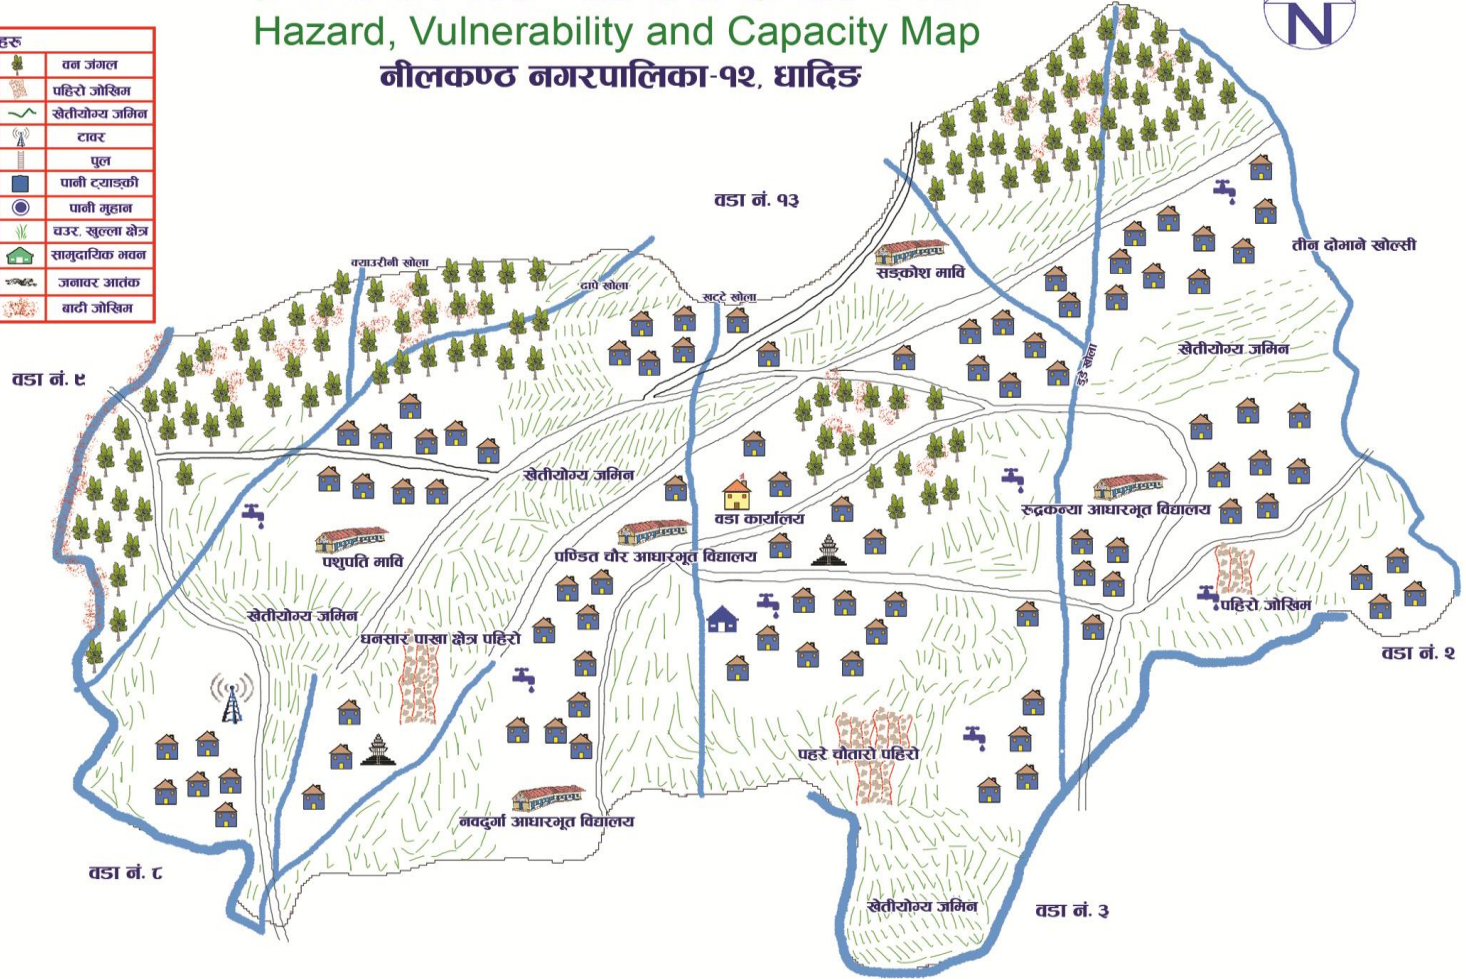 Hazard, Vulnerability and Capacity Map
नीलकण्ठ नगरपालिका-१२, धादिङ
N
हरु
वन जंगल
पहिरो जोखिम
खेतीयोग्य जमिन
टावर
पुल
पानी ट्याङ्की
पानी मुहान
चउर, खुल्ला क्षेत्र
सामुदायिक भवन
जनावर आतंक
बाढी जोखिम
वडा नं. १३
तीन दोभाने खोल्सी
सङ्कोश मावि
क्याउरीनी खोला
ढापे खोला
खट्टे खोला
खेतीयोग्य जमिन
डुडे खोला
वडा नं. ९
खेतीयोग्य जमिन
वडा कार्यालय
रुद्रकन्या आधारभूत विद्यालय
पशुपति मावि
पण्डित चौर आधारभूत विद्यालय
खेतीयोग्य जमिन
पहिरो जोखिम
धनसार पाखा क्षेत्र पहिरो
वडा नं. २
पहरे चौतारो पहिरो
नवदुर्गा आधारभूत विद्यालय
वडा नं. ८
खेतीयोग्य जमिन
वडा नं. ३